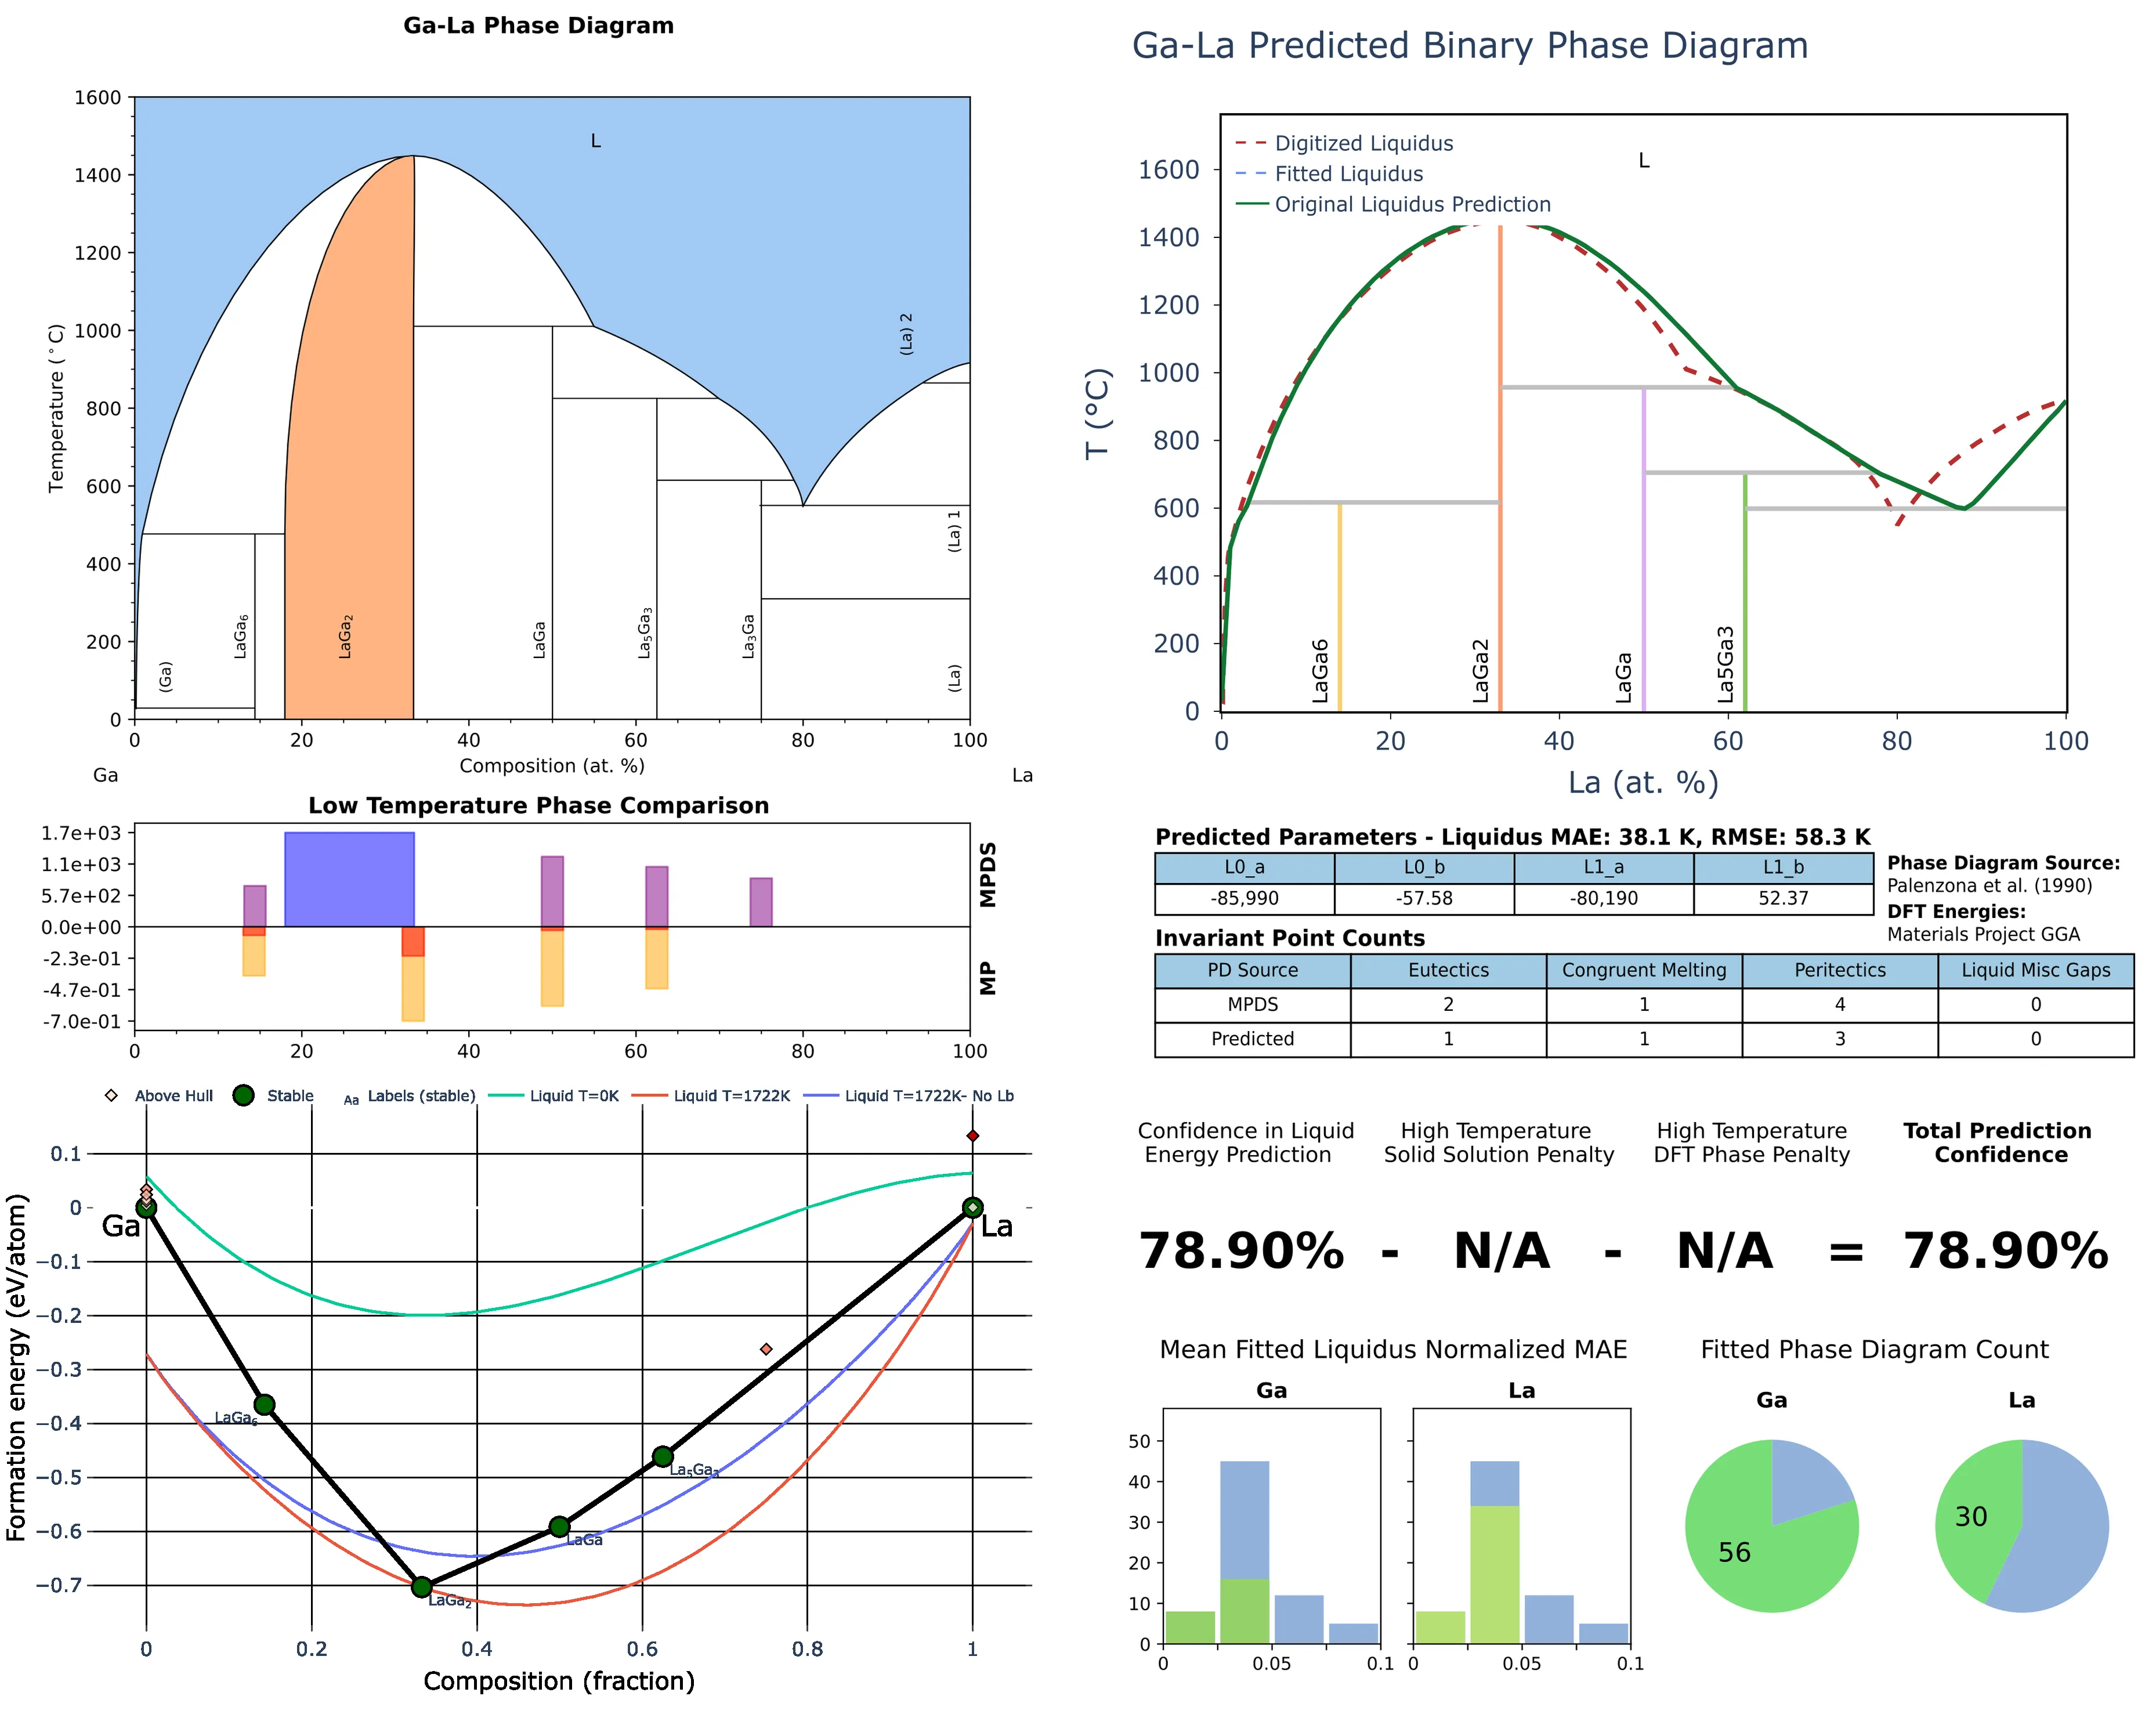 Ga-La Phase Diagram
1600
1400
1200
1000
800
600
400
200
0
Temperature (°C)
L
(La) 2
(La) 1
(La)
(Ga)
LaGa₆
LaGa₂
LaGa
La₅Ga₃
La₃Ga
0 20 40 60 80 100
Composition (at. %)
Ga La
Low Temperature Phase Comparison
1.7e+03
1.1e+03
5.7e+02
0.0e+00
-2.3e-01
-4.7e-01
-7.0e-01
MPDS
MP
0 20 40 60 80 100
Above Hull Stable Aa Labels (stable) Liquid T=0K Liquid T=1722K Liquid T=1722K- No Lb
0.1
0
−0.1
−0.2
−0.3
−0.4
−0.5
−0.6
−0.7
Formation energy (eV/atom)
Ga
La
LaGa₆
La₅Ga₃
LaGa
LaGa₂
0 0.2 0.4 0.6 0.8 1
Composition (fraction)
Ga-La Predicted Binary Phase Diagram
Digitized Liquidus
Fitted Liquidus
Original Liquidus Prediction
L
1600
1400
1200
1000
800
600
400
200
0
T (°C)
LaGa6
LaGa2
LaGa
La5Ga3
0 20 40 60 80 100
La (at. %)
Predicted Parameters - Liquidus MAE: 38.1 K, RMSE: 58.3 K
L0_a L0_b L1_a L1_b
-85,990 -57.58 -80,190 52.37
Phase Diagram Source:
Palenzona et al. (1990)
DFT Energies:
Materials Project GGA
Invariant Point Counts
PD Source Eutectics Congruent Melting Peritectics Liquid Misc Gaps
MPDS 2 1 4 0
Predicted 1 1 3 0
Confidence in Liquid
Energy Prediction
High Temperature
Solid Solution Penalty
High Temperature
DFT Phase Penalty
Total Prediction
Confidence
78.90% - N/A - N/A = 78.90%
Mean Fitted Liquidus Normalized MAE
Ga
La
50
40
30
20
10
0
0 0.05 0.1
0 0.05 0.1
Fitted Phase Diagram Count
Ga
La
56
30